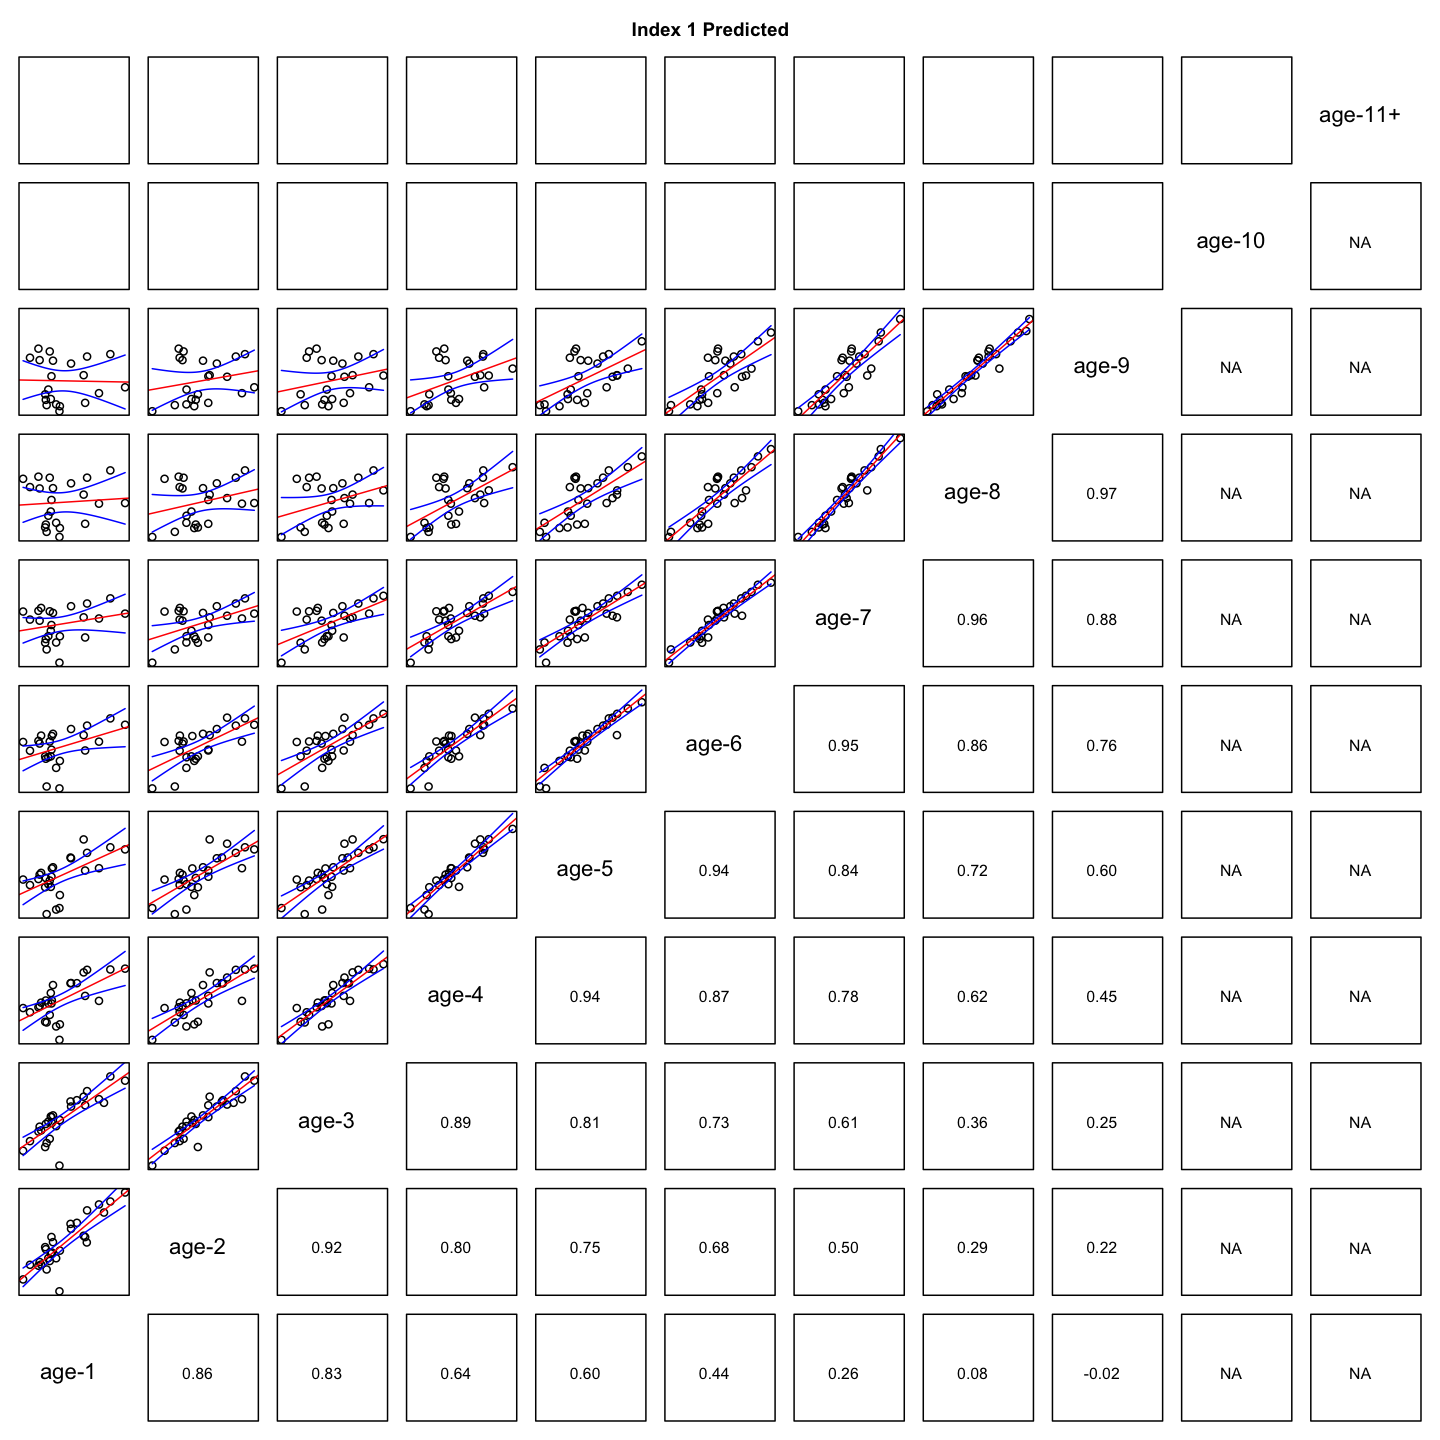 Index 1 Predicted
age-11+
age-10 NA
age-9 NA NA
age-8 0.97 NA NA
age-7 0.96 0.88 NA NA
age-6 0.95 0.86 0.76 NA NA
age-5 0.94 0.84 0.72 0.60 NA NA
age-4 0.94 0.87 0.78 0.62 0.45 NA NA
age-3 0.89 0.81 0.73 0.61 0.36 0.25 NA NA
age-2 0.92 0.80 0.75 0.68 0.50 0.29 0.22 NA NA
age-1 0.86 0.83 0.64 0.60 0.44 0.26 0.08 -0.02 NA NA